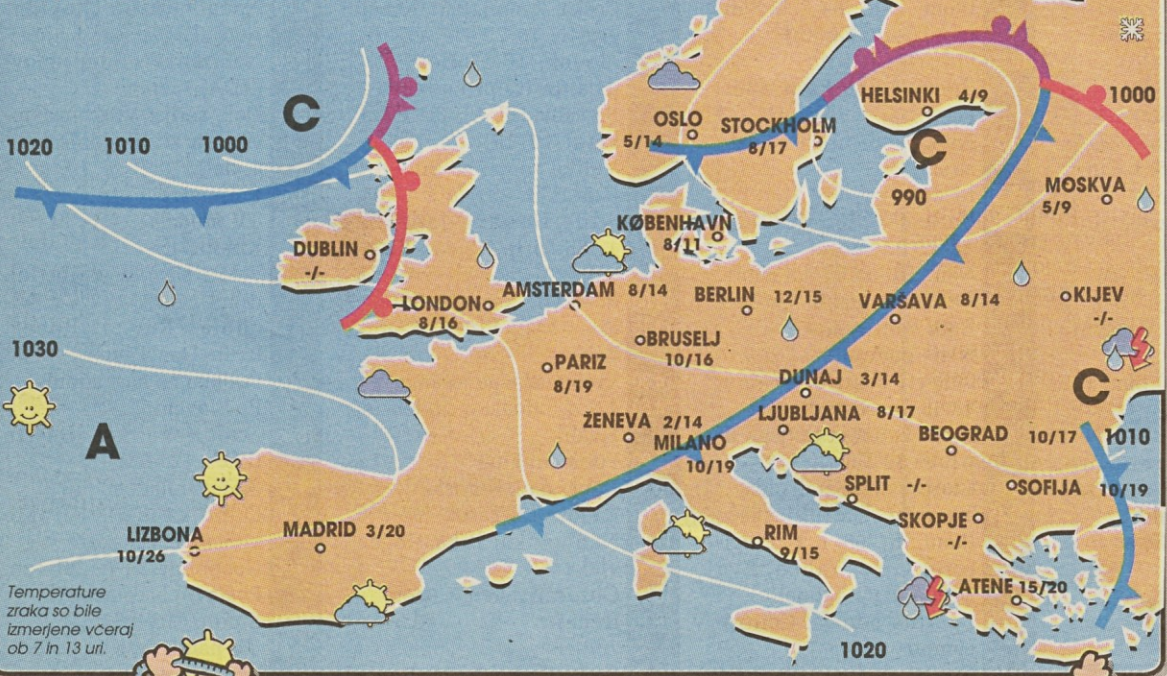 C
HELSINKI 4/9
1000
OSLO
5/14
STOCKHOLM
8/17
1020
1010
1000
C
990
MOSKVA
5/9
KØBENHAVN
8/11
DUBLIN
-/-
AMSTERDAM 8/14
BERLIN 12/15
VARŠAVA 8/14
KIJEV
-/-
LONDON
8/16
1030
BRUSELJ
10/16
PARIZ
8/19
DUNAJ 3/14
C
A
ŽENEVA 2/14
LJUBLJANA 8/17
MILANO
10/19
BEOGRAD 10/17
1010
SPLIT -/-
SOFIJA 10/19
LIZBONA
10/26
MADRID 3/20
RIM
9/15
SKOPJE
-/-
ATENE 15/20
Temperature
zraka so bile
izmerjene včeraj
ob 7 in 13 uri.
1020